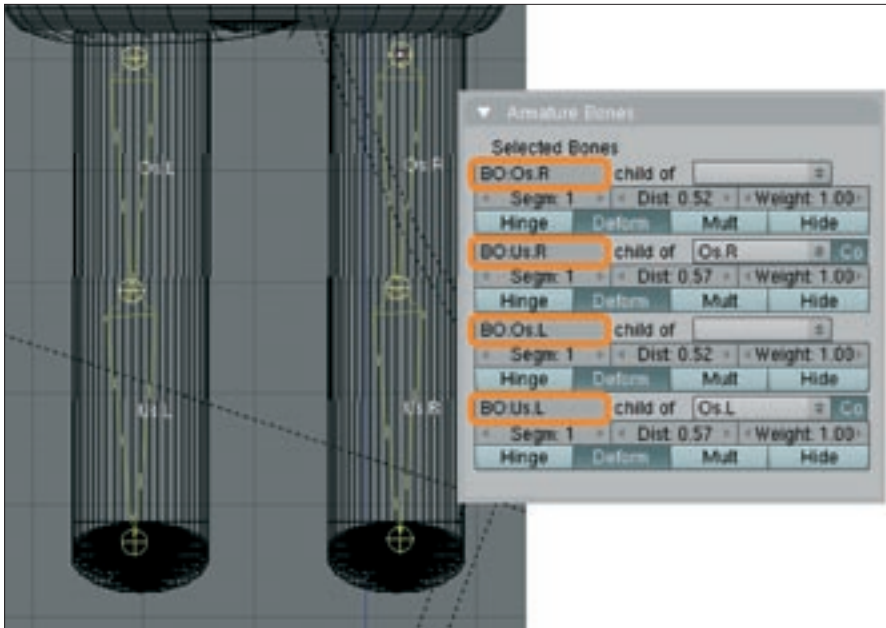 Os.L
Os.R
Us.L
Us.R
Armature Bones
Selected Bones
BO:Os.R child of
Segm: 1 Dist: 0.52 Weight: 1.00
Hinge Deform Mult Hide
BO:Us.R child of Os.R Co
Segm: 1 Dist: 0.57 Weight: 1.00
Hinge Deform Mult Hide
BO:Os.L child of
Segm: 1 Dist: 0.52 Weight: 1.00
Hinge Deform Mult Hide
BO:Us.L child of Os.L Co
Segm: 1 Dist: 0.57 Weight: 1.00
Hinge Deform Mult Hide